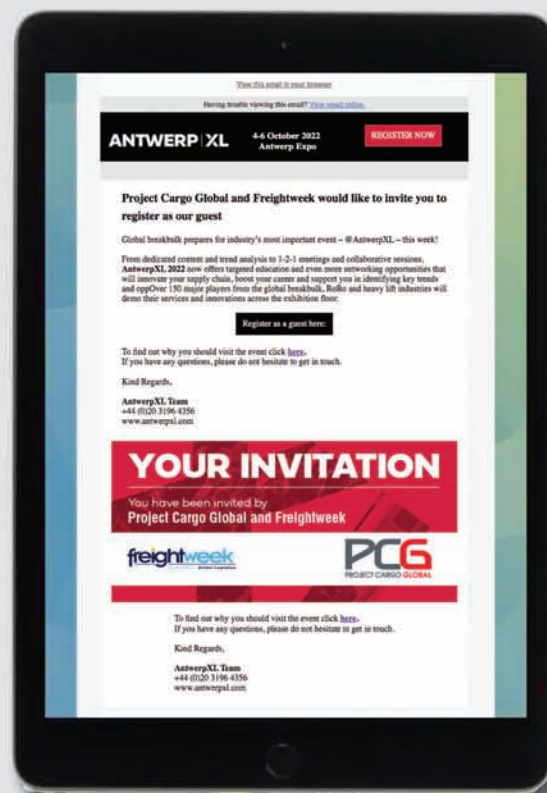 View this email in your browser
Having trouble viewing this email? View email online.
ANTWERP XL
4-6 October 2022
Antwerp Expo
REGISTER NOW
Project Cargo Global and Freightweek would like to invite you to
register as our guest
Global breakbulk prepares for industry's most important event – @AntwerpXL – this week!
From dedicated content and trend analysis to 1-2-1 meetings and collaborative sessions,
AntwerpXL 2022 now offers targeted education and even more networking opportunities that
will innovate your supply chain, boost your career and support you in identifying key trends
and oppOver 150 major players from the global breakbulk, RoRo and heavy lift industries will
demo their services and innovations across the exhibition floor.
Register as a guest here:
To find out why you should visit the event click here.
If you have any questions, please do not hesitate to get in touch.
Kind Regards,
AntwerpXL Team
+44 (0)20 3196 4356
www.antwerpxl.com
YOUR INVITATION
You have been invited by
Project Cargo Global and Freightweek
freightweek
PCG
PROJECT CARGO GLOBAL
To find out why you should visit the event click here.
If you have any questions, please do not hesitate to get in touch.
Kind Regards,
AntwerpXL Team
+44 (0)20 3196 4356
www.antwerpxl.com